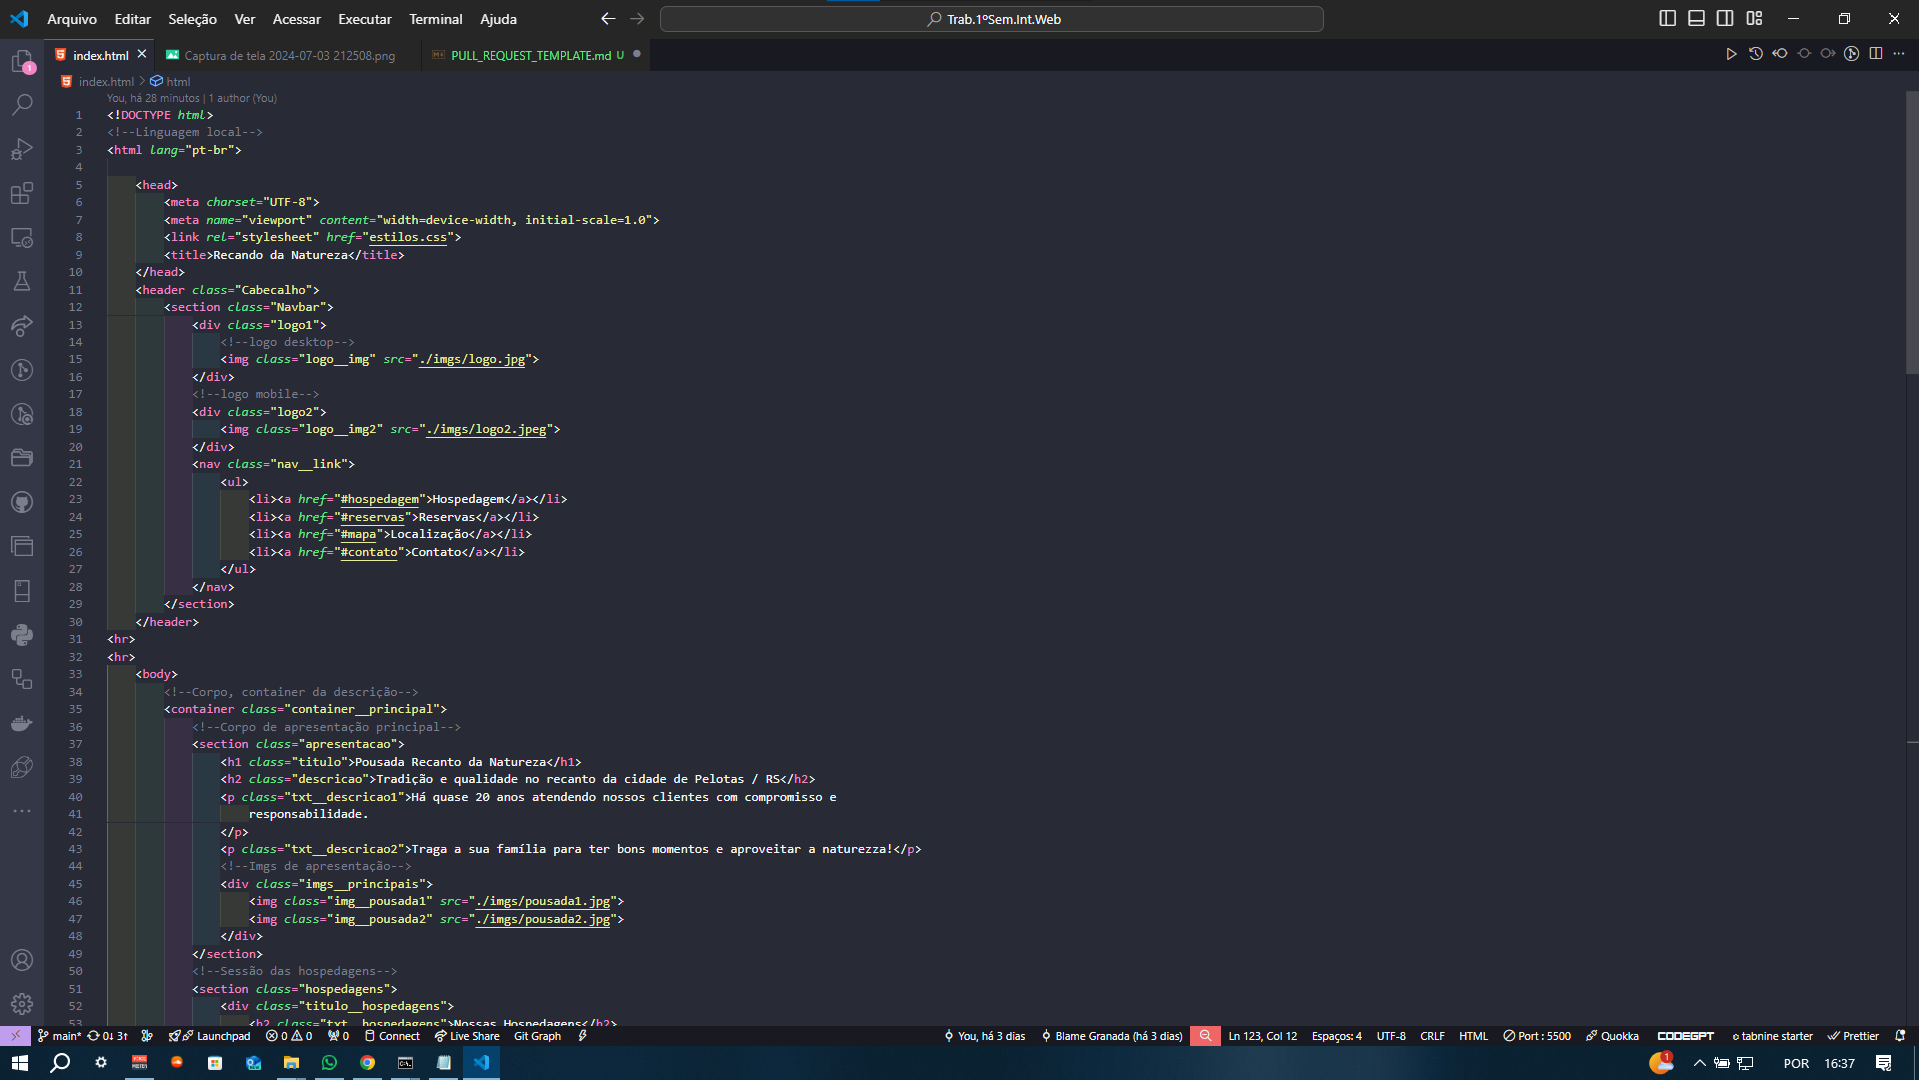 Arquivo Editar Seleção Ver Acessar Executar Terminal Ajuda Trab.1ºSem.Int.Web
index.html Captura de tela 2024-07-03 212508.png PULL_REQUEST_TEMPLATE.md U
1
index.html > html
You, há 28 minutos | 1 author (You)
1 <!DOCTYPE html>
2 <!--Linguagem local-->
3 <html lang="pt-br">
4
5 <head>
6 <meta charset="UTF-8">
7 <meta name="viewport" content="width=device-width, initial-scale=1.0">
8 <link rel="stylesheet" href="estilos.css">
9 <title>Recando da Natureza</title>
10 </head>
11 <header class="Cabecalho">
12 <section class="Navbar">
13 <div class="logo1">
14 <!--logo desktop-->
15 <img class="logo__img" src="./imgs/logo.jpg">
16 </div>
17 <!--logo mobile-->
18 <div class="logo2">
19 <img class="logo__img2" src="./imgs/logo2.jpeg">
20 </div>
21 <nav class="nav__link">
22 <ul>
23 <li><a href="#hospedagem">Hospedagem</a></li>
24 <li><a href="#reservas">Reservas</a></li>
25 <li><a href="#mapa">Localização</a></li>
26 <li><a href="#contato">Contato</a></li>
27 </ul>
28 </nav>
29 </section>
30 </header>
31 <hr>
32 <hr>
33 <body>
34 <!--Corpo, container da descrição-->
35 <container class="container__principal">
36 <!--Corpo de apresentação principal-->
37 <section class="apresentacao">
38 <h1 class="titulo">Pousada Recanto da Natureza</h1>
39 <h2 class="descricao">Tradição e qualidade no recanto da cidade de Pelotas / RS</h2>
40 <p class="txt__descricao1">Há quase 20 anos atendendo nossos clientes com compromisso e
41 responsabilidade.
42 </p>
43 <p class="txt__descricao2">Traga a sua família para ter bons momentos e aproveitar a naturezza!</p>
44 <!--Imgs de apresentação-->
45 <div class="imgs__principais">
46 <img class="img__pousada1" src="./imgs/pousada1.jpg">
47 <img class="img__pousada2" src="./imgs/pousada2.jpg">
48 </div>
49 </section>
50 <!--Sessão das hospedagens-->
51 <section class="hospedagens">
52 <div class="titulo__hospedagens">
53 <h2 class="txt__hospedagens">Nossas Hospedagens</h2>
main* 0↓ 3↑ Launchpad 0 0 0 Connect Live Share Git Graph You, há 3 dias Blame Granada (há 3 dias) Ln 123, Col 12 Espaços: 4 UTF-8 CRLF HTML Port : 5500 Quokka CODEGPT tabnine starter Prettier
1 POR 16:37